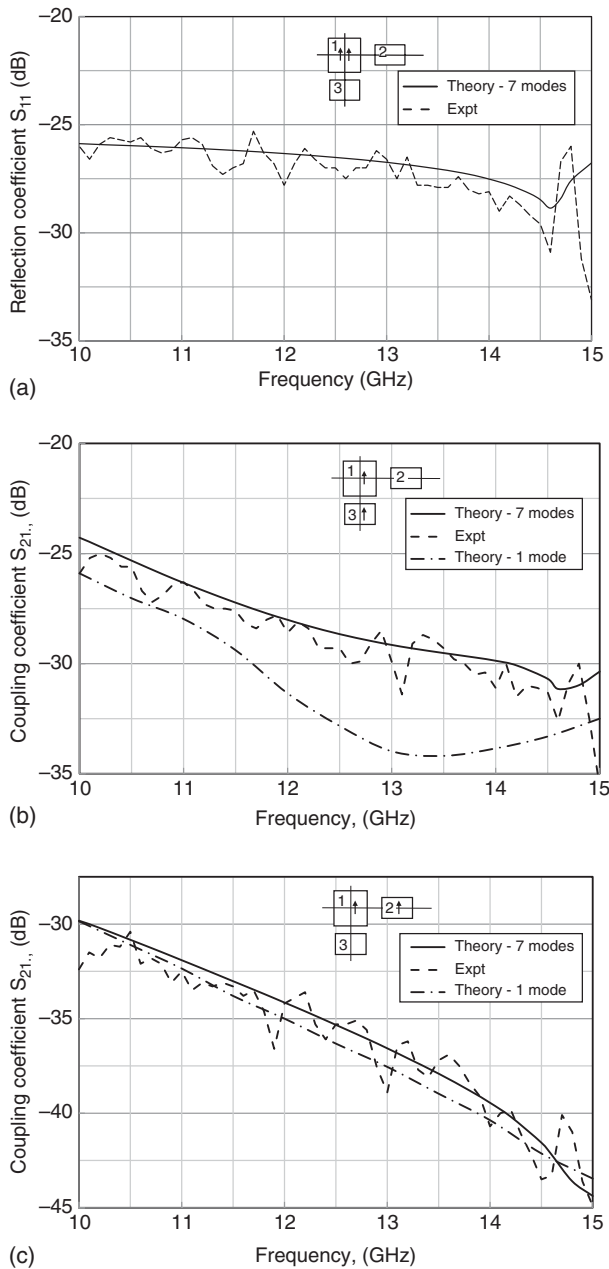 −20
−25
−30
−35
Reflection coefficient S11 (dB)
1
2
3
Theory - 7 modes
Expt
10 11 12 13 14 15
Frequency (GHz)
(a)
−20
−25
−30
−35
Coupling coefficient S21., (dB)
1
2
3
Theory - 7 modes
Expt
Theory - 1 mode
10 11 12 13 14 15
Frequency, (GHz)
(b)
−30
−35
−40
−45
Coupling coefficient S21., (dB)
1
2
3
Theory - 7 modes
Expt
Theory - 1 mode
10 11 12 13 14 15
Frequency, (GHz)
(c)